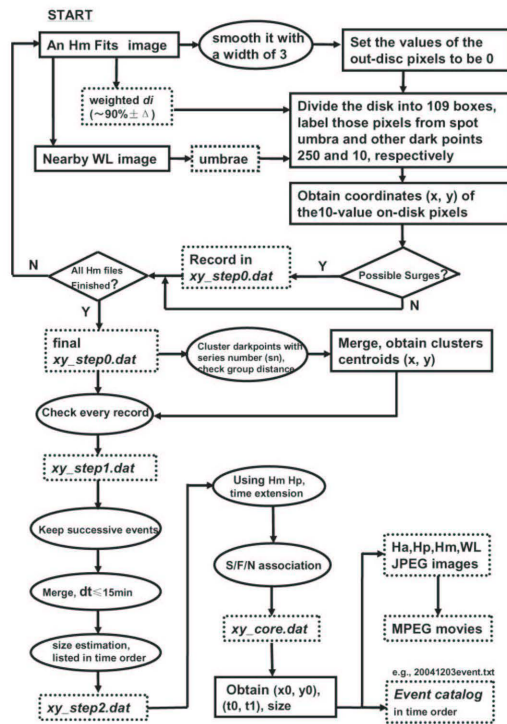 START
An Hm Fits image
smooth it with
a width of 3
Set the values of the
out-disc pixels to be 0
weighted di
(~90%± Δ)
Divide the disk into 109 boxes,
label those pixels from spot
umbra and other dark points
250 and 10, respectively
Nearby WL image
umbrae
Obtain coordinates (x, y)
of the10-value on-disk pixels
N
All Hm files
Finished?
Record in
xy_step0.dat
Y
Possible Surges?
N
Y
final
xy_step0.dat
Cluster darkpoints with
series number (sn),
check group distance
Merge, obtain clusters
centroids (x, y)
Check every record
xy_step1.dat
Using Hm Hp,
time extension
Keep successive events
S/F/N association
Ha,Hp,Hm,WL
JPEG images
Merge, dt≤15min
xy_core.dat
MPEG movies
size estimation,
listed in time order
e.g., 20041203event.txt
xy_step2.dat
Obtain (x0, y0),
(t0, t1), size
Event catalog
in time order